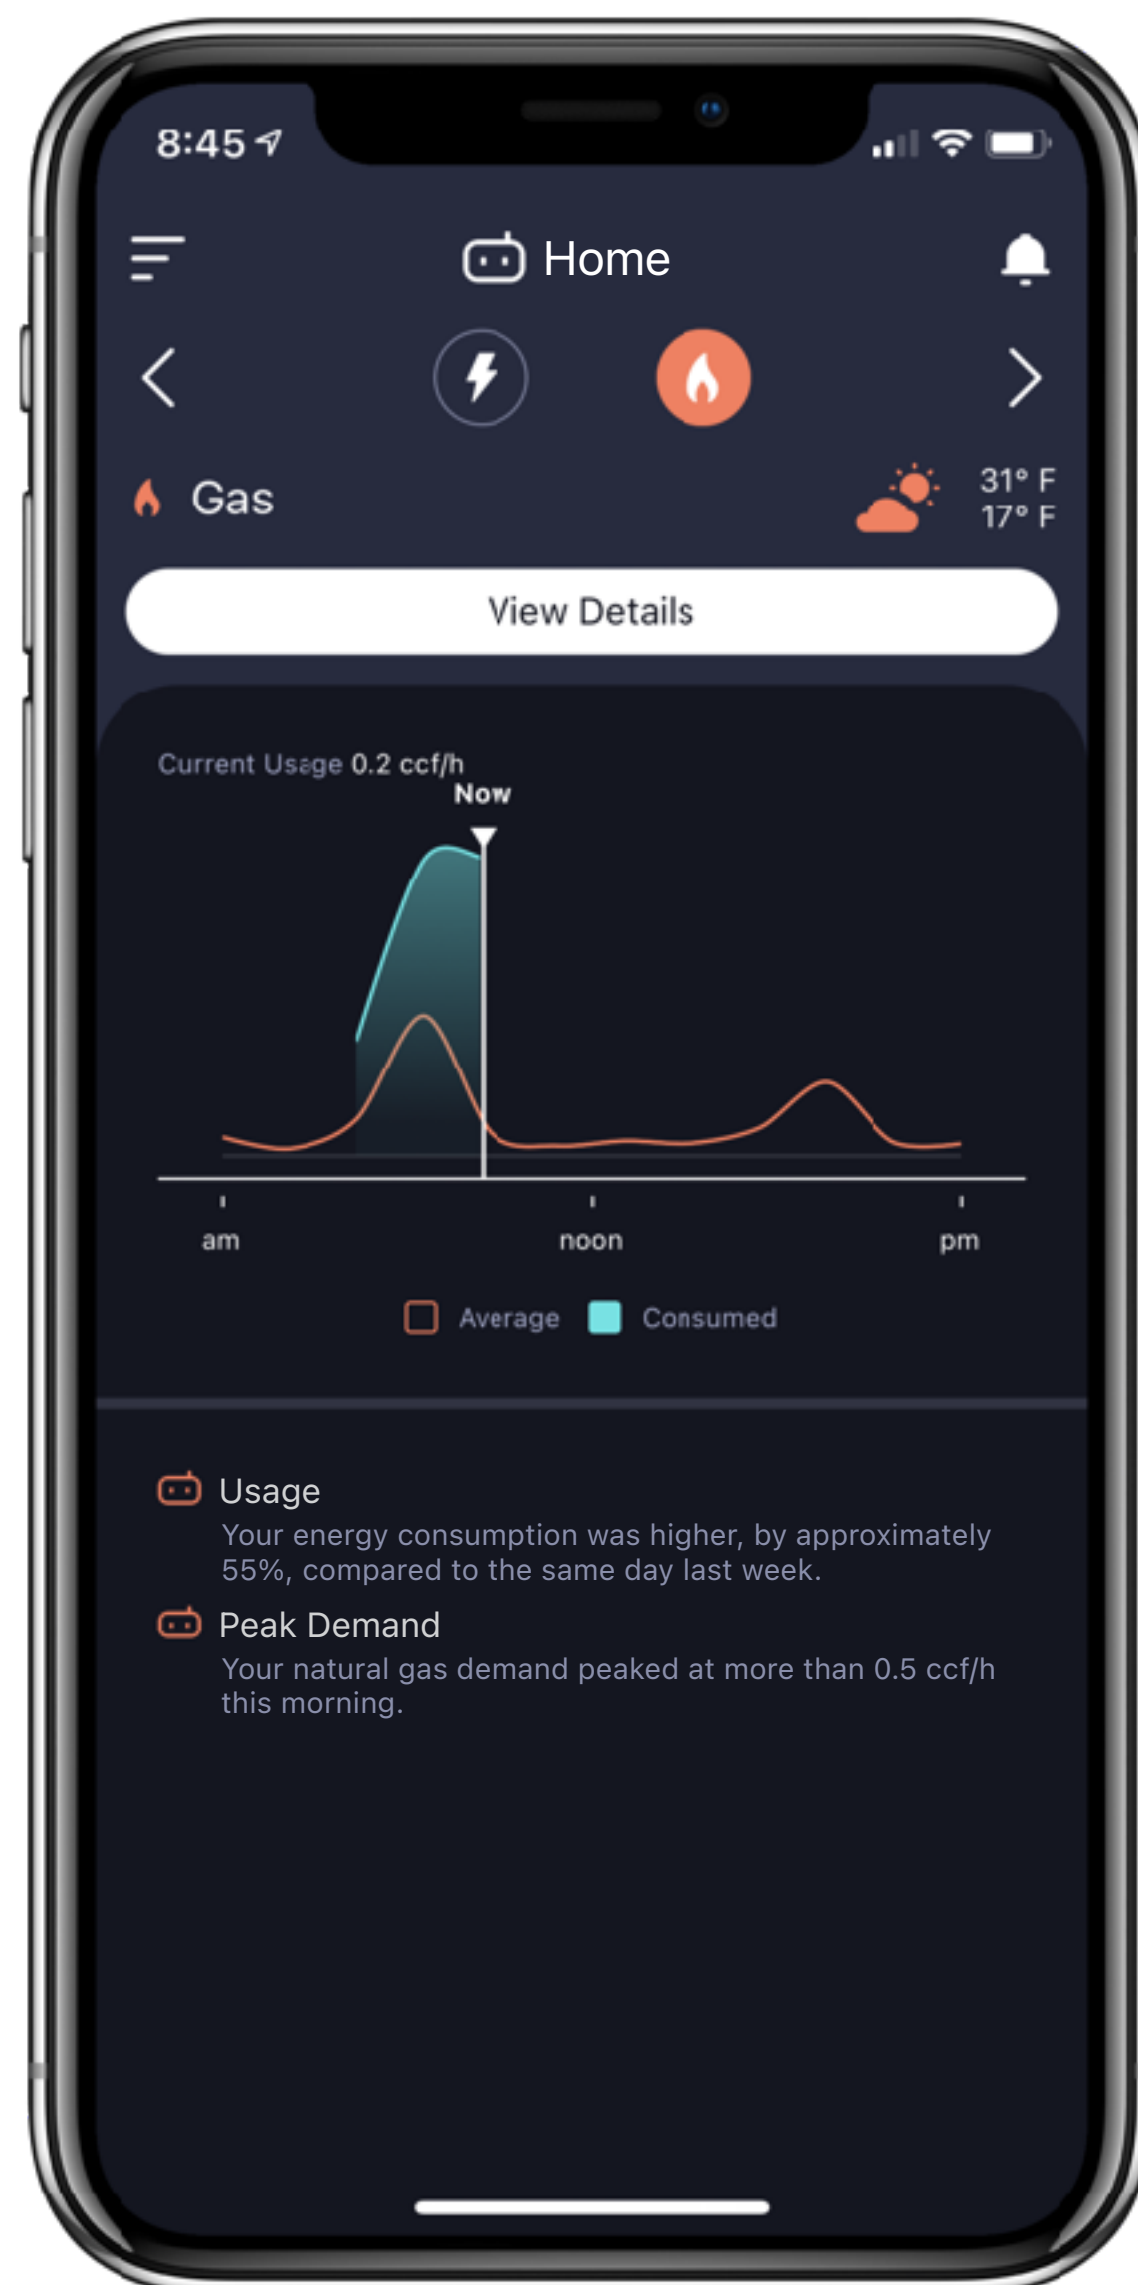 8:45
Home
Gas
31° F
17° F
View Details
Current Usage 0.2 ccf/h
Now
am noon pm
Average Consumed
Usage
Your energy consumption was higher, by approximately
55%, compared to the same day last week.
Peak Demand
Your natural gas demand peaked at more than 0.5 ccf/h
this morning.